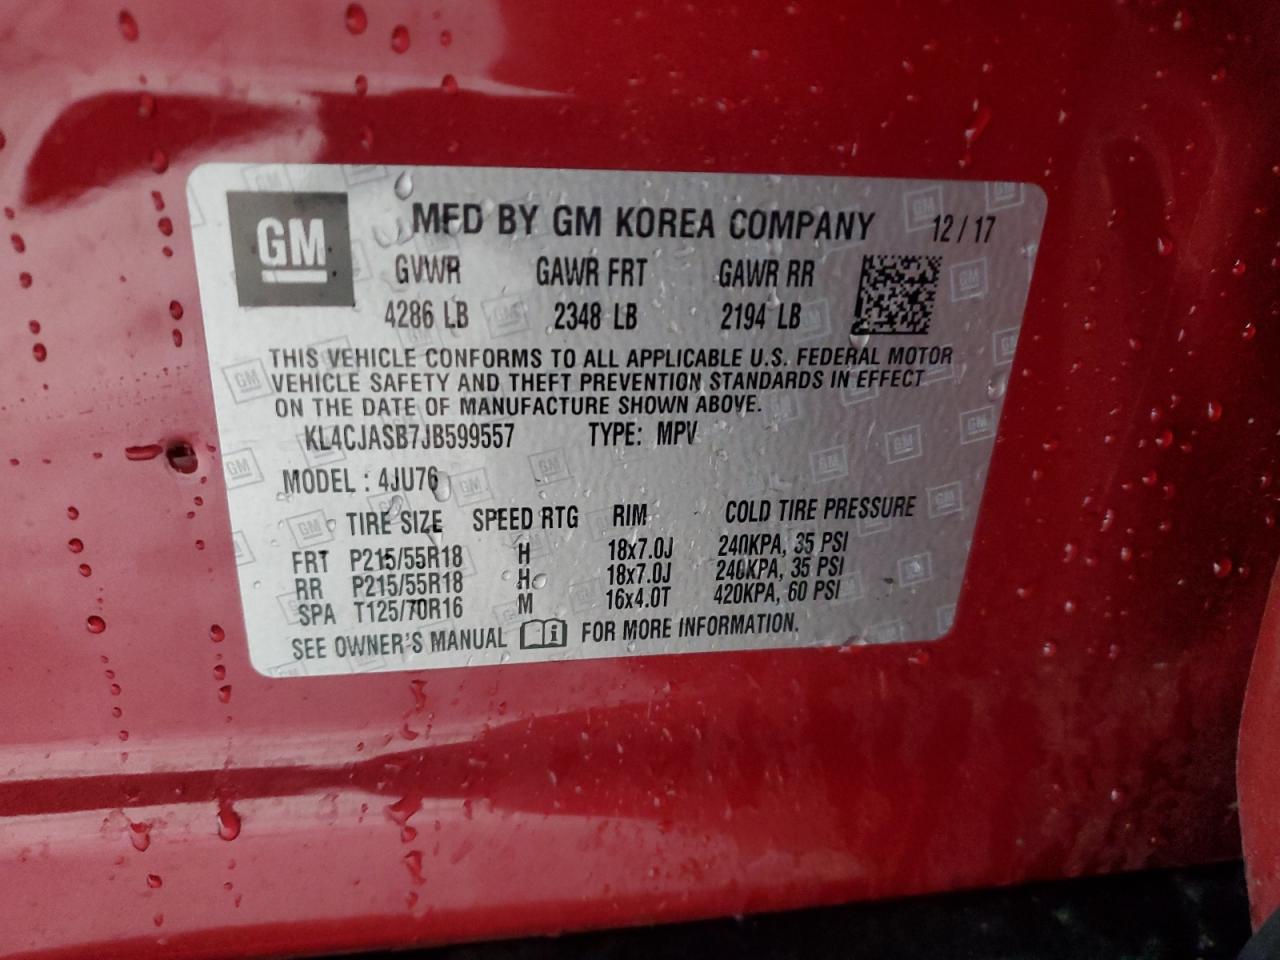 GM
MFD BY GM KOREA COMPANY 12/17
GVWR GAWR FRT GAWR RR
4286 LB 2348 LB 2194 LB
THIS VEHICLE CONFORMS TO ALL APPLICABLE U.S. FEDERAL MOTOR
VEHICLE SAFETY AND THEFT PREVENTION STANDARDS IN EFFECT
ON THE DATE OF MANUFACTURE SHOWN ABOVE.
KL4CJASB7JB599557 TYPE: MPV
MODEL : 4JU76
TIRE SIZE SPEED RTG RIM COLD TIRE PRESSURE
FRT P215/55R18 H 18x7.0J 240KPA, 35 PSI
RR P215/55R18 H 18x7.0J 240KPA, 35 PSI
SPA T125/70R16 M 16x4.0T 420KPA, 60 PSI
SEE OWNER'S MANUAL i FOR MORE INFORMATION.